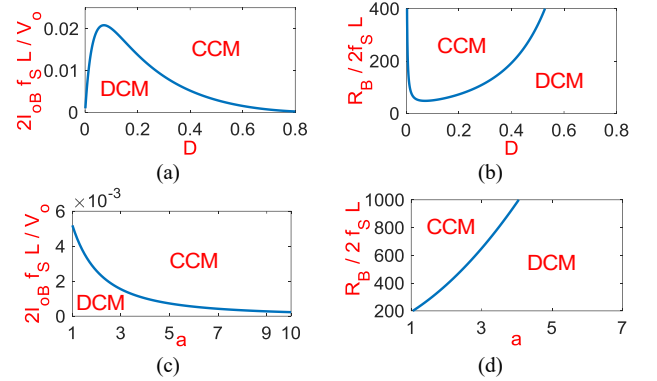 2I_oB f_S L / V_o
0.02
0.01
0
DCM
CCM
0
0.2
0.4
0.6
0.8
D
(a)
R_B / 2f_S L
400
200
0
CCM
DCM
0
0.2
0.4
0.6
0.8
D
(b)
2I_oB f_S L / V_o
×10^-3
6
4
2
0
DCM
CCM
1
3
5
7
10
a
(c)
R_B / 2 f_S L
1000
800
600
400
200
CCM
DCM
1
3
5
7
a
(d)